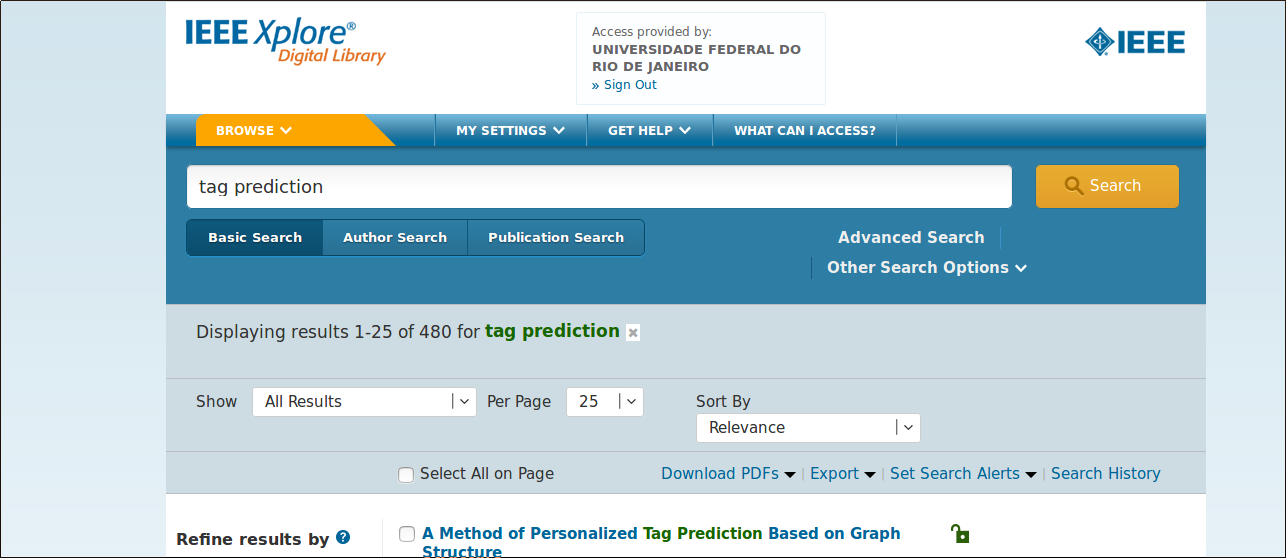 IEEE Xplore®
Digital Library
Access provided by:
UNIVERSIDADE FEDERAL DO
RIO DE JANEIRO
» Sign Out
IEEE
BROWSE MY SETTINGS GET HELP WHAT CAN I ACCESS?
tag prediction
Search
Basic Search Author Search Publication Search
Advanced Search
Other Search Options
Displaying results 1-25 of 480 for tag prediction
Show All Results Per Page 25 Sort By
Relevance
Select All on Page Download PDFs | Export | Set Search Alerts | Search History
Refine results by ?
A Method of Personalized Tag Prediction Based on Graph
Structure